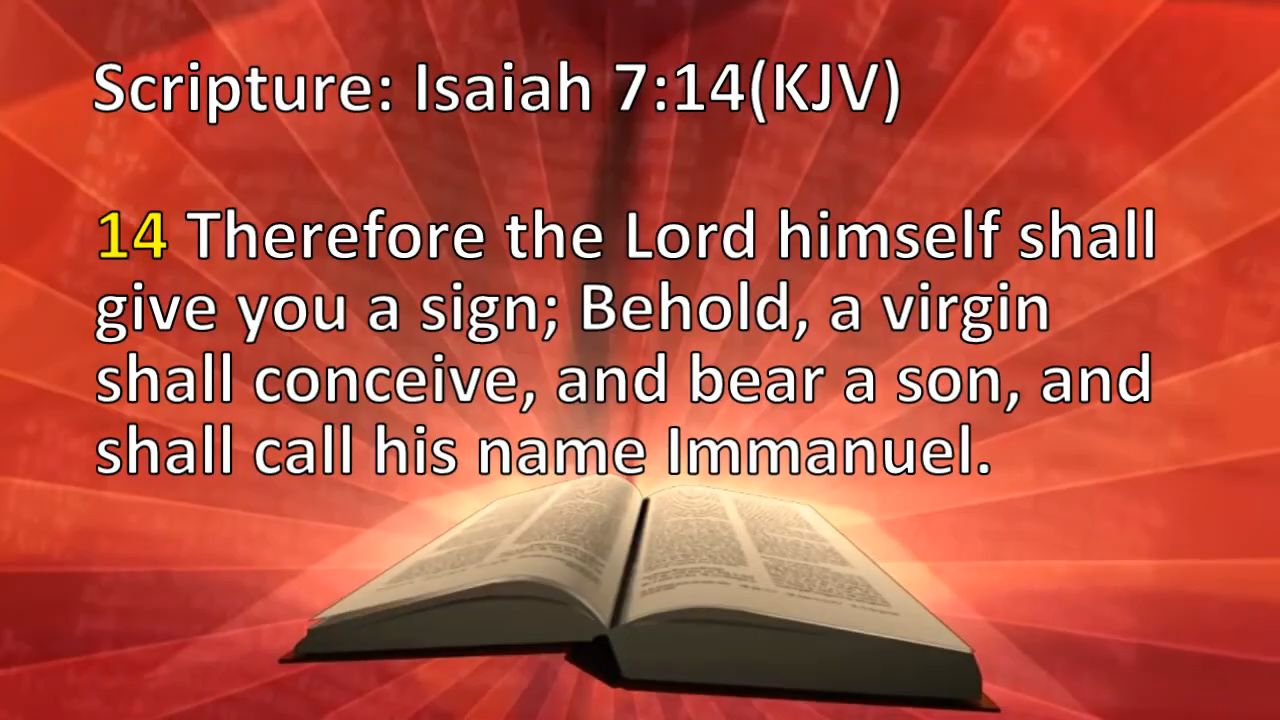 Scripture: Isaiah 7:14(KJV)
14 Therefore the Lord himself shall
give you a sign; Behold, a virgin
shall conceive, and bear a son, and
shall call his name Immanuel.